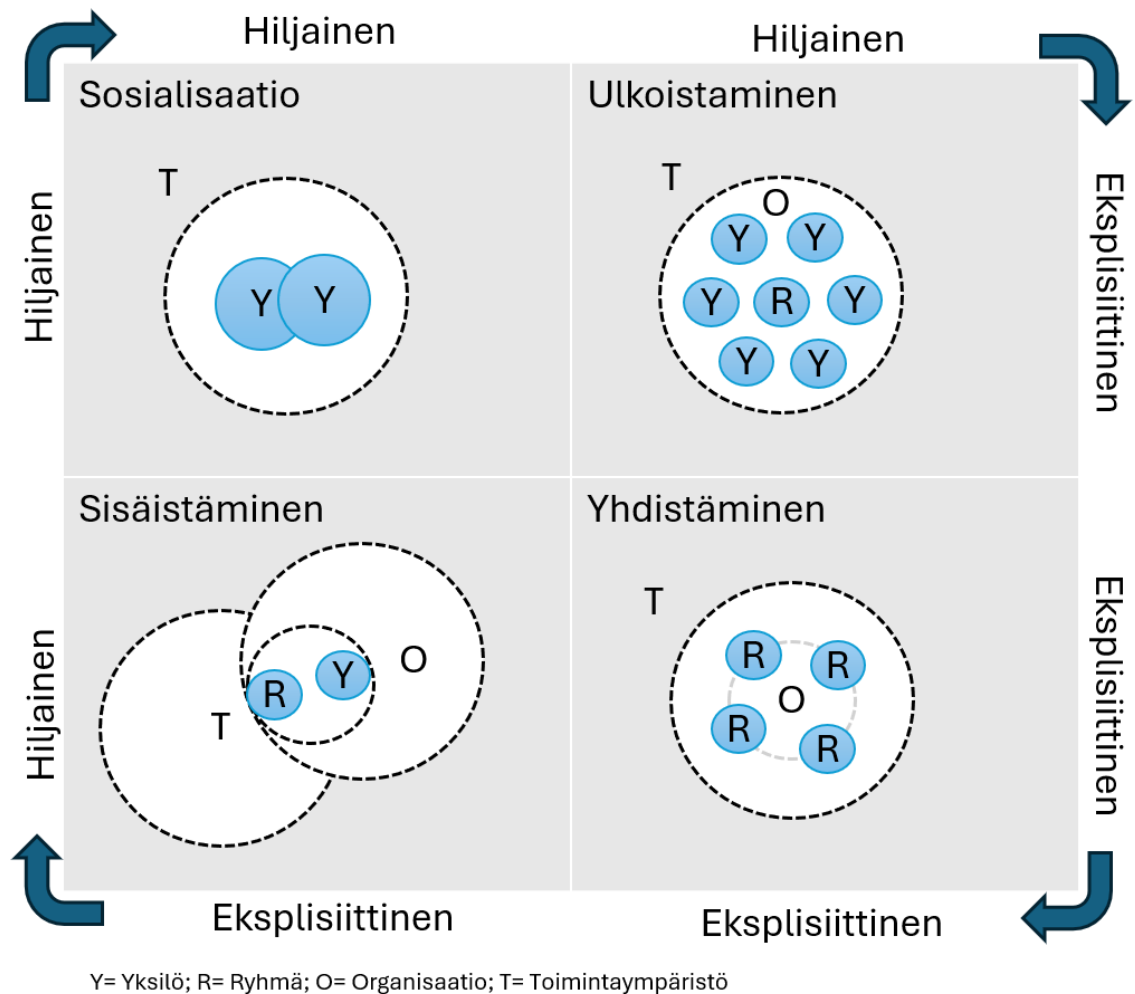 Hiljainen
Hiljainen
Sosialisaatio
Ulkoistaminen
Hiljainen
T
Y Y
T
O
Y Y
Y R Y
Y Y
Eksplisiittinen
Sisäistäminen
Yhdistäminen
Hiljainen
T
R
Y
O
T
R
R
O
R
R
Eksplisiittinen
Eksplisiittinen
Eksplisiittinen
Y= Yksilö; R= Ryhmä; O= Organisaatio; T= Toimintaympäristö